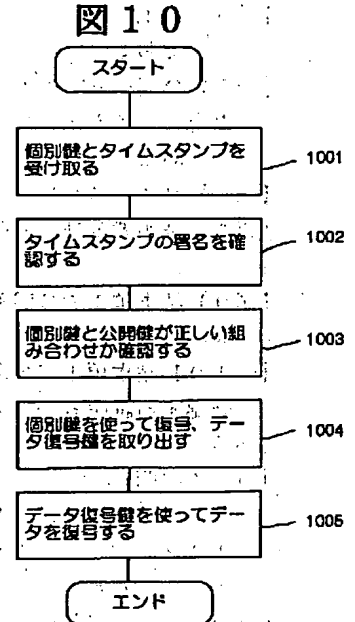 図１０
スタート
個別鍵とタイムスタンプを
受け取る
1001
タイムスタンプの署名を確
認する
1002
個別鍵と公開鍵が正しい組
み合わせか確認する
1003
個別鍵を使って復号、デー
タ復号鍵を取り出す
1004
データ復号鍵を使ってデー
タを復号する
1005
エンド